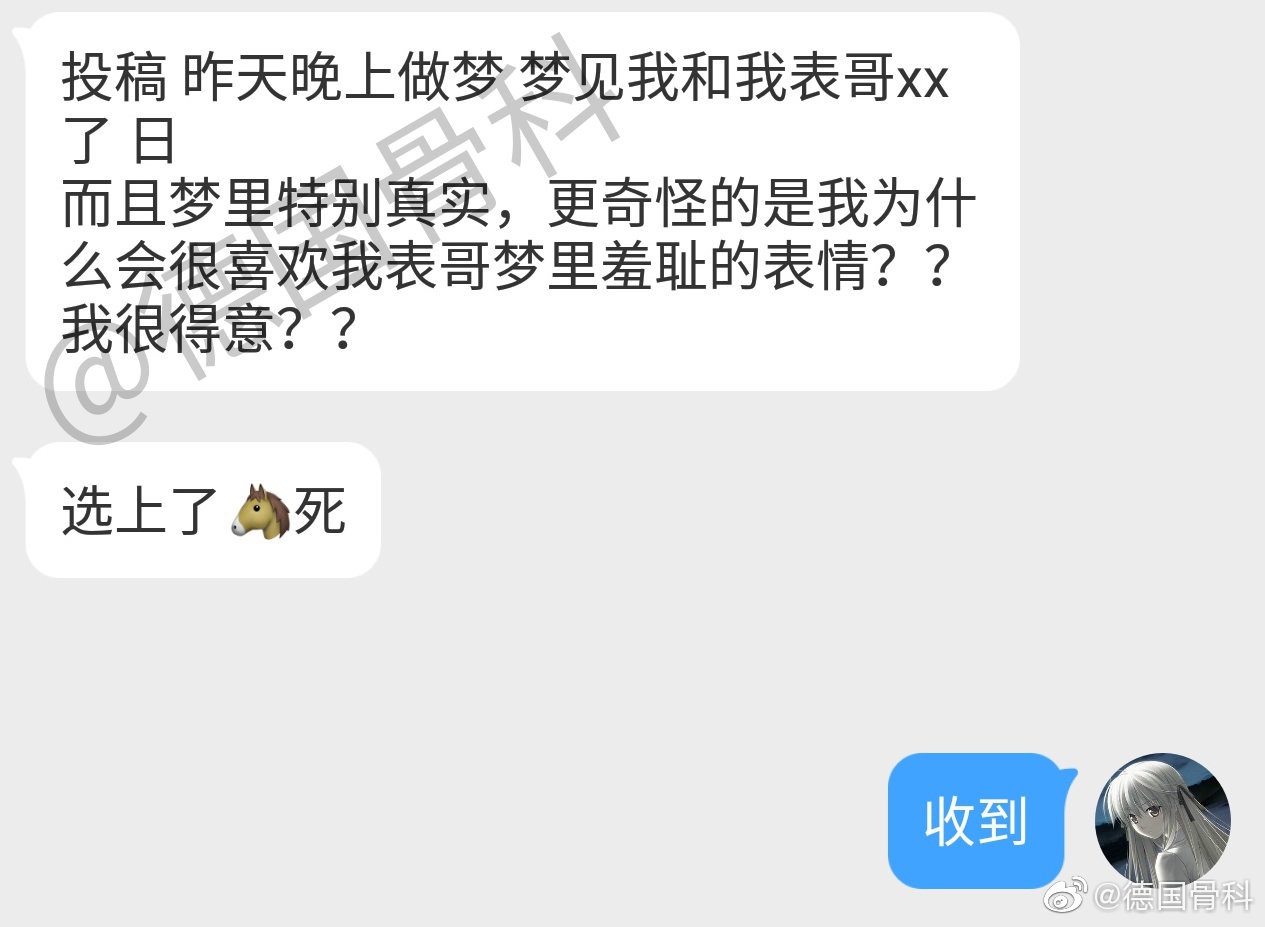 投稿 昨天晚上做梦 梦见我和我表哥xx
了 日
而且梦里特别真实，更奇怪的是我为什
么会很喜欢我表哥梦里羞耻的表情？？
我很得意？？
@德国骨科
选上了🐴死
收到
@德国骨科